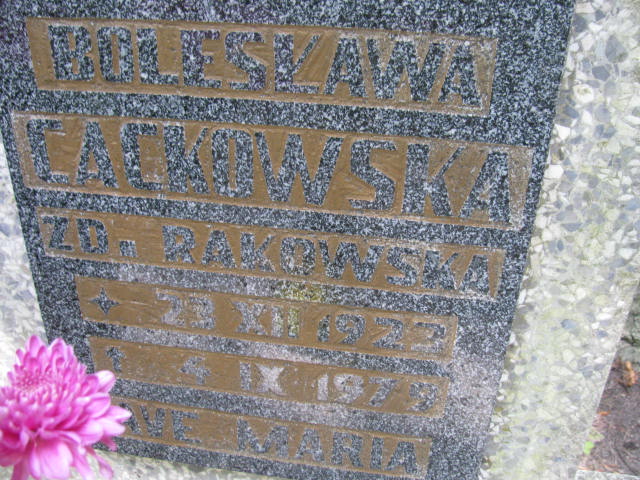 BOLESŁAWA
CACKOWSKA
ZD. RAKOWSKA
23 XII 1922
4 IX 1979
AVE MARIA